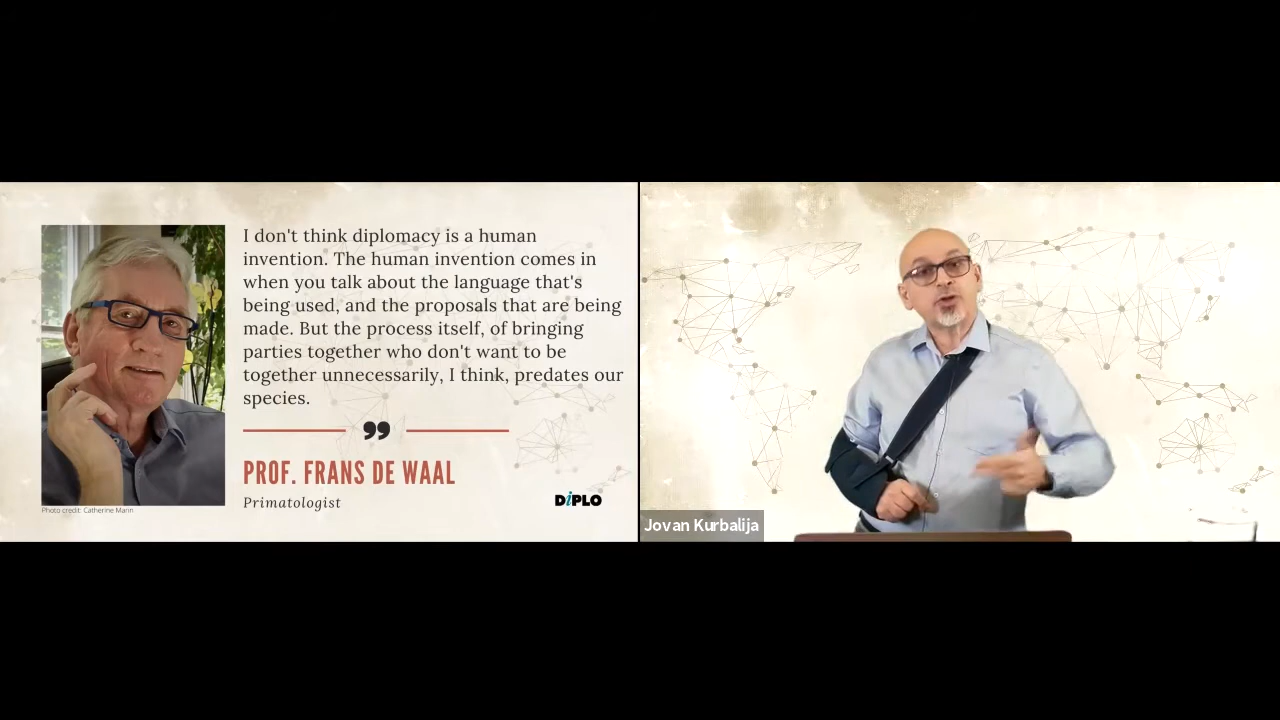 I don't think diplomacy is a human
invention. The human invention comes in
when you talk about the language that's
being used, and the proposals that are being
made. But the process itself, of bringing
parties together who don't want to be
together unnecessarily, I think, predates our
species.
”
PROF. FRANS DE WAAL
Primatologist
DiPLO
Photo credit: Catherine Marin
Jovan Kurbalija